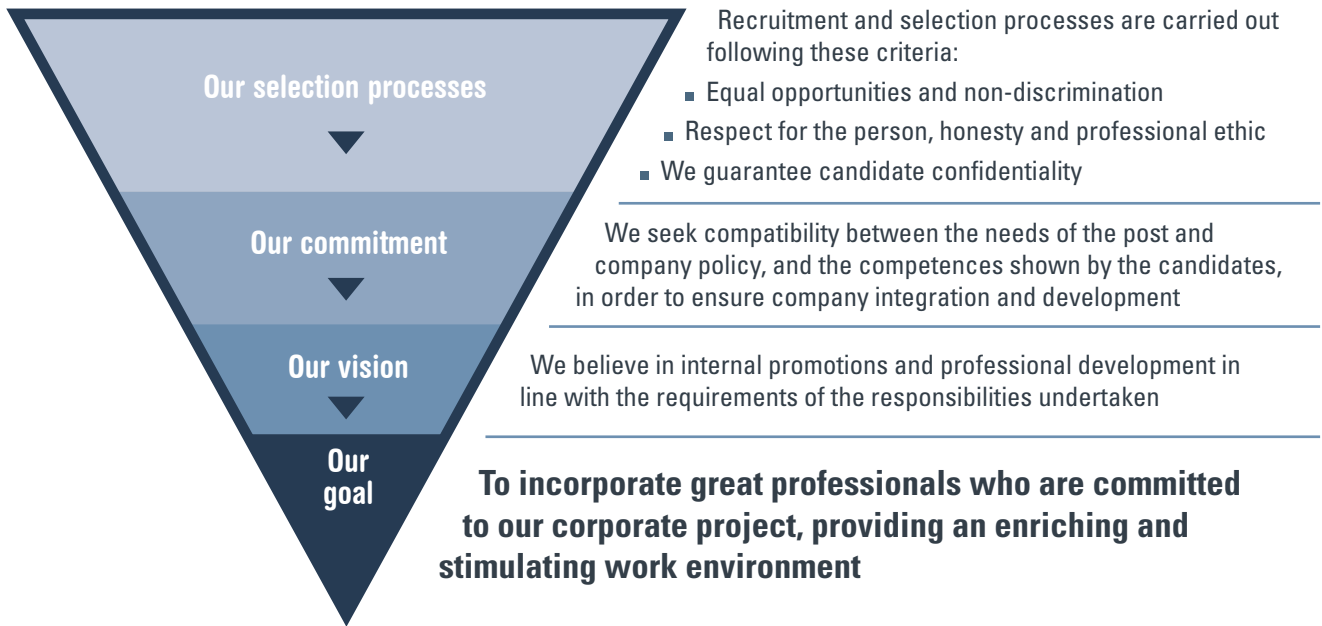 Our selection processes
Recruitment and selection processes are carried out
following these criteria:
Equal opportunities and non-discrimination
Respect for the person, honesty and professional ethic
We guarantee candidate confidentiality
Our commitment
We seek compatibility between the needs of the post and
company policy, and the competences shown by the candidates,
in order to ensure company integration and development
Our vision
We believe in internal promotions and professional development in
line with the requirements of the responsibilities undertaken
Our
goal
To incorporate great professionals who are committed
to our corporate project, providing an enriching and
stimulating work environment